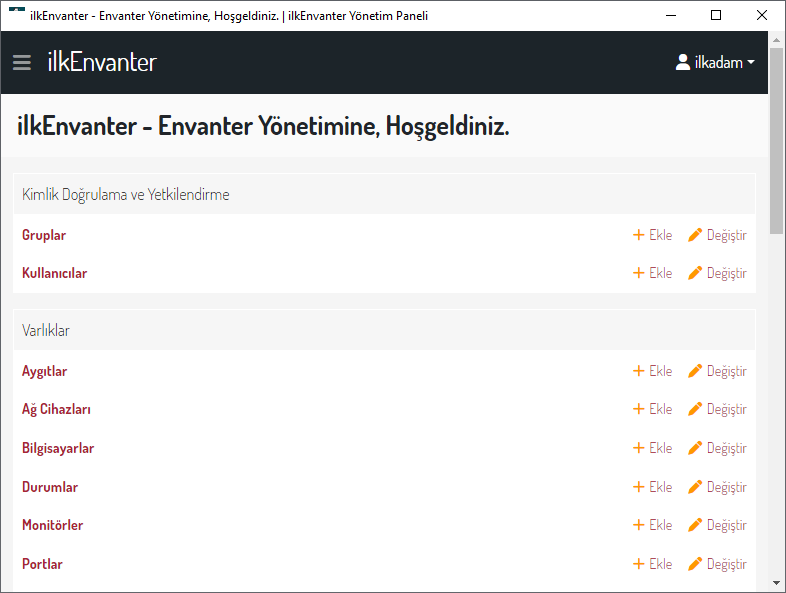 ilkEnvanter - Envanter Yönetimine, Hoşgeldiniz. | ilkEnvanter Yönetim Paneli
ilkEnvanter ilkadam
ilkEnvanter - Envanter Yönetimine, Hoşgeldiniz.
Kimlik Doğrulama ve Yetkilendirme
Gruplar Ekle Değiştir
Kullanıcılar Ekle Değiştir
Varlıklar
Aygıtlar Ekle Değiştir
Ağ Cihazları Ekle Değiştir
Bilgisayarlar Ekle Değiştir
Durumlar Ekle Değiştir
Monitörler Ekle Değiştir
Portlar Ekle Değiştir